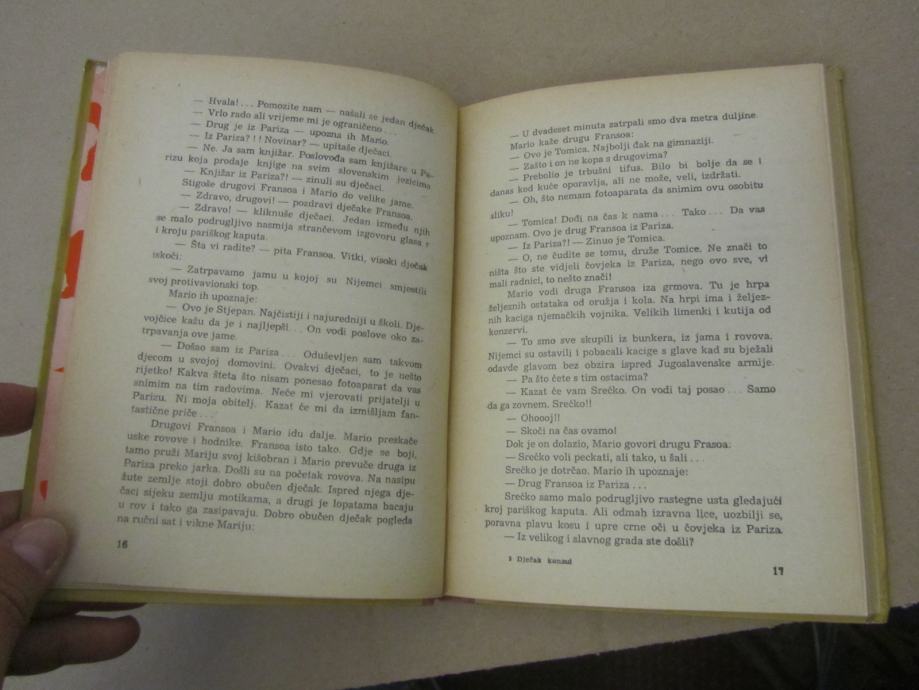 — Hvala!... Pomozite nam — našali se jedan dječak
— Vrlo rado ali vrijeme mi je ograničeno...
— Drug je iz Pariza — upozna ih Mario.
— Iz Pariza?!! Novinar? — upitaše dječaci.
— Ne. Ja sam knjižar. Poslovođa sam knjižare u Pa-
rizu koja prodaje knjige na svim slovenskim jezicima
— Knjižar iz Pariza?! — zinuli su dječaci.
Stigoše drugovi Fransoa i Mario do velike jame.
— Zdravo, drugovi! — pozdravi dječake Fransoa.
— Zdravo! — kliknuše dječaci. Jedan između njih
se malo podrugljivo nasmija strančevom izgovoru glasa r
i kroju pariškog kaputa.
— Šta vi radite? — pita Fransoa. Vitki, visoki dječak
iskoči:
— Zatrpavamo jamu u kojoj su Nijemci smjestili
svoj protivavionski top.
Mario ih upoznaje:
— Ovo je Stjepan. Najčistiji i najuredniji u školi. Dje-
vojčice kažu da je i najljepši... On vodi poslove oko za-
trpavanja ove jame.
— Došao sam iz Pariza... Oduševljen sam takvom
djecom u svojoj domovini. Ovakvi dječaci, to je nešto
rijetko! Kakva šteta što nisam ponesao fotoaparat da vas
snimim na tim radovima. Neće mi vjerovati prijatelji u
Parizu. Ni moja obitelj. Kazat će mi da izmišljam fan-
tastične priče...
Drugovi Fransoa i Mario idu dalje. Mario preskače
uske rovove i hodnike. Fransoa isto tako. Gdje se boji,
tamo pruži Mariju svoj kišobran i Mario prevuče druga iz
Pariza preko jarka. Došli su na početak rovova. Na nasipu
žute zemlje stoji dobro obučen dječak. Ispred njega dje-
čaci sijeku zemlju motikama, a drugi je lopatama bacaju
u rov i tako ga zasipavaju. Dobro obučen dječak pogleda
na ručni sat i vikne Mariju:
16
— U dvadeset minuta zatrpali smo dva metra duljine
Mario kaže drugu Fransoa:
— Ovo je Tomica. Najbolji đak na gimnaziji.
— Zašto i on ne kopa s drugovima?
— Prebolio je trbušni tifus. Bilo bi bolje da se i
danas kod kuće oporavlja, ali ne može, veli, izdržati.
— Oh, što nemam fotoaparata da snimim ovu osobitu
sliku!
— Tomica! Dođi na čas k nama... Tako... Da vas
upoznam. Ovo je drug Fransoa iz Pariza.
— Iz Pariza?! — Zinuo je Tomica.
— O, ne čudite se tomu, druže Tomice. Ne znači to
ništa što ste vidjeli čovjeka iz Pariza, nego ovo sve, vi
mali radnici, to nešto znači!
Mario vodi druga Fransoa iza grmova. Tu je hrpa
željeznih ostataka od oružja i kola. Na hrpi ima i željez-
nih kaciga njemačkih vojnika. Velikih limenki i kutija od
konzervi.
— To smo sve skupili iz bunkera, iz jama i rovova.
Nijemci su ostavili i pobacali kacige s glave kad su bježali
odavde glavom bez obzira ispred Jugoslavenske armije.
— Pa što ćete s tim ostacima?
— Kazat će vam Srećko. On vodi taj posao... Samo
da ga zovnem. Srećko!!
— Ohoooj!!
— Skoči na čas ovamo!
Dok je on dolazio, Mario govori drugu Frasoa:
— Srećko voli peckati, ali tako, u šali...
Srećko je dotrčao. Mario ih upoznaje:
— Drug Fransoa iz Pariza...
Srećko samo malo podrugljivo rastegne usta gledajući
kroj pariškog kaputa. Ali odmah izravna lice, uozbilji se,
poravna plavu kosu i upre crne oči u čovjeka iz Pariza.
— Iz velikog i slavnog grada ste došli?
Dječak konzul
17